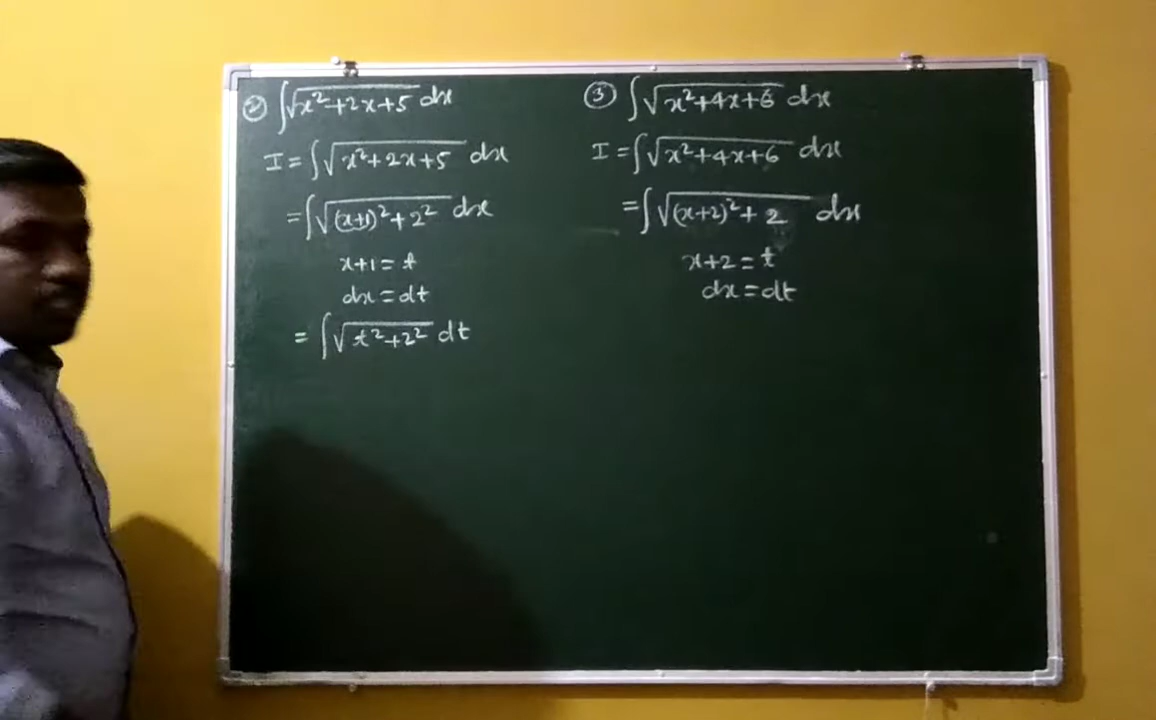 ② ∫√x²+2x+5 dx
I = ∫√x²+2x+5 dx
= ∫√(x+1)²+2² dx
x+1 = t
dx = dt
= ∫√t²+2² dt
③ ∫√x²+4x+6 dx
I = ∫√x²+4x+6 dx
= ∫√(x+2)²+2 dx
x+2 = t
dx = dt